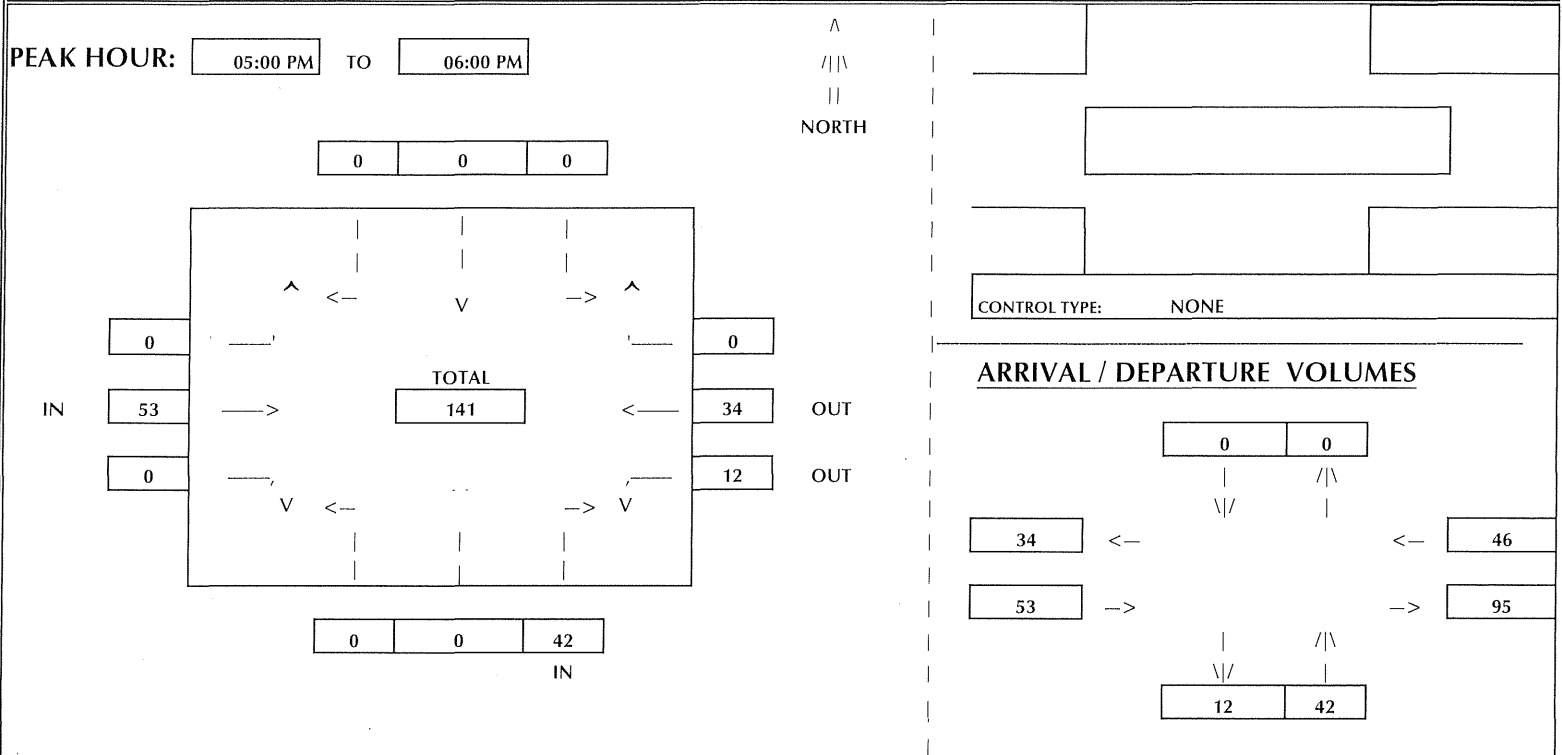 PEAK HOUR: 05:00 PM TO 06:00 PM
NORTH
0 0 0
0 0
TOTAL
IN 53 141 34 OUT
0 12 OUT
0 0 42
IN
CONTROL TYPE: NONE
ARRIVAL / DEPARTURE VOLUMES
0 0
34 46
53 95
12 42